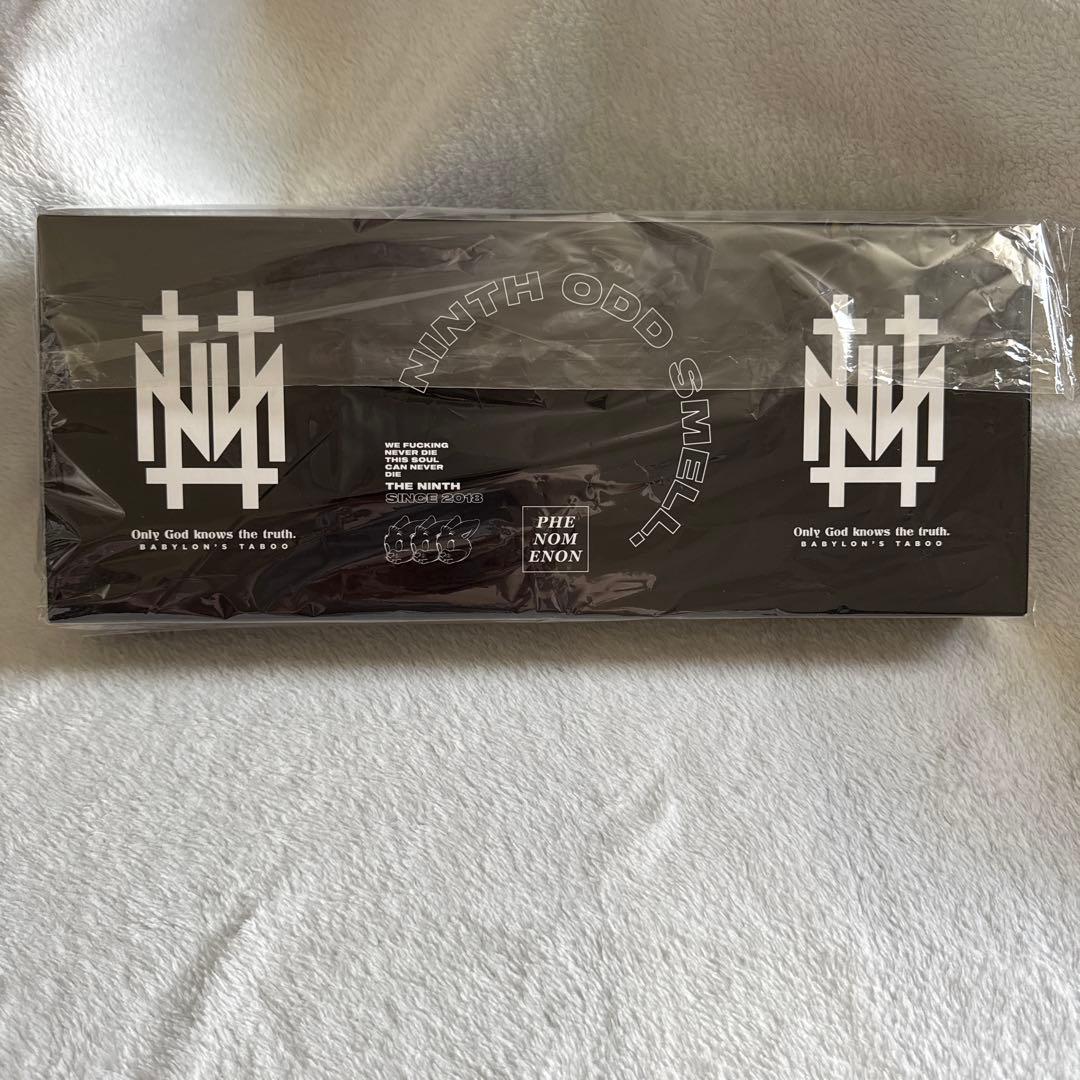 NINTH ODD SMELL.
WE FUCKING
NEVER DIE
THIS SOUL
CAN NEVER
DIE
THE NINTH
SINCE 2018
PHE
NOM
ENON
Only God knows the truth.
BABYLON'S TABOO
Only God knows the truth.
BABYLON'S TABOO